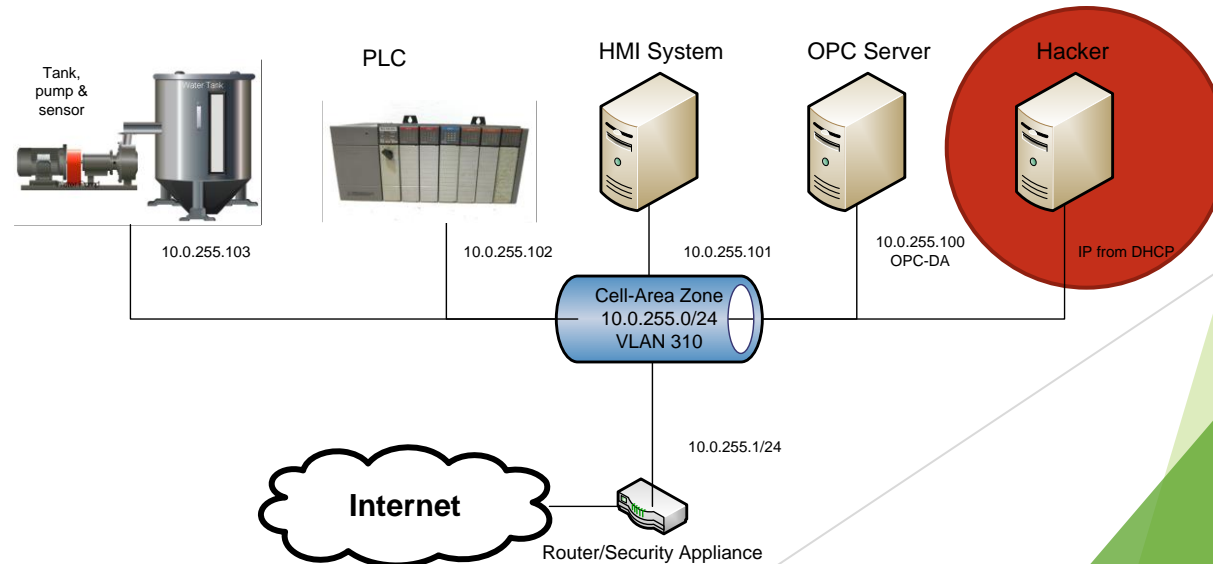 Tank,
pump &
sensor
Water Tank
PLC
HMI System
OPC Server
Hacker
10.0.255.103
10.0.255.102
10.0.255.101
10.0.255.100
OPC-DA
IP from DHCP
Cell-Area Zone
10.0.255.0/24
VLAN 310
10.0.255.1/24
Internet
Router/Security Appliance